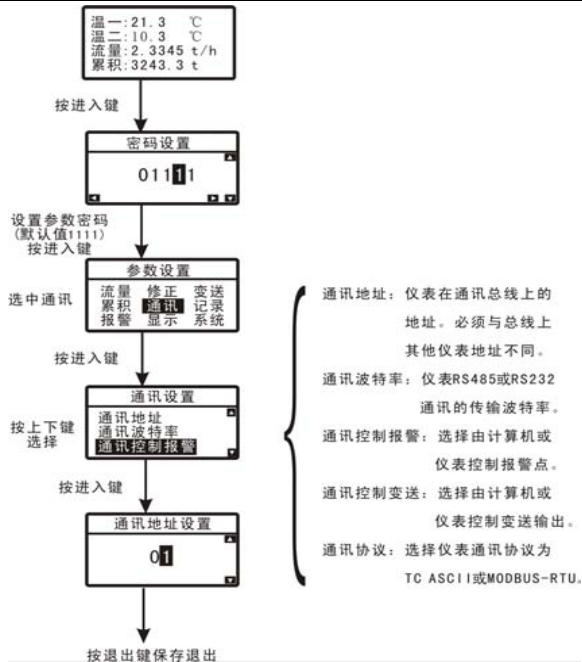 温一:21.3 ℃
温二:10.3 ℃
流量:2.3345 t/h
累积:3243.3 t
按进入键
密码设置
01111
设置参数密码
(默认值1111)
按进入键
参数设置
流量 修正 变送
累积 通讯 记录
报警 显示 系统
选中通讯
按进入键
通讯设置
通讯地址
通讯波特率
通讯控制报警
按上下键
选择
按进入键
通讯地址设置
01
按退出键保存退出
通讯地址：仪表在通讯总线上的
地址。必须与总线上
其他仪表地址不同。
通讯波特率：仪表RS485或RS232
通讯的传输波特率。
通讯控制报警：选择由计算机或
仪表控制报警点。
通讯控制变送：选择由计算机或
仪表控制变送输出。
通讯协议：选择仪表通讯协议为
TC ASCII或MODBUS-RTU。